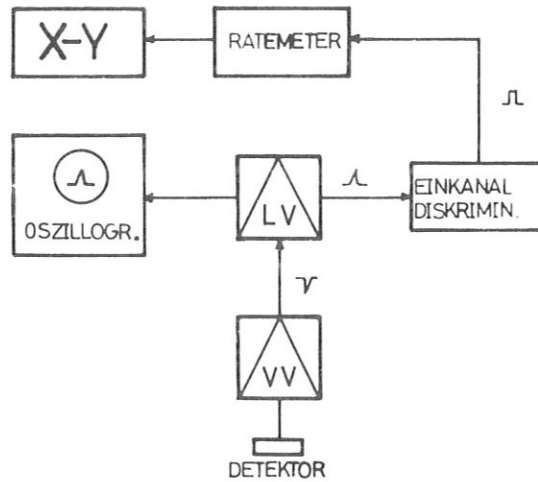 X-Y
RATEMETER
OSZILLOGR.
LV
EINKANAL
DISKRIMIN.
VV
DETEKTOR